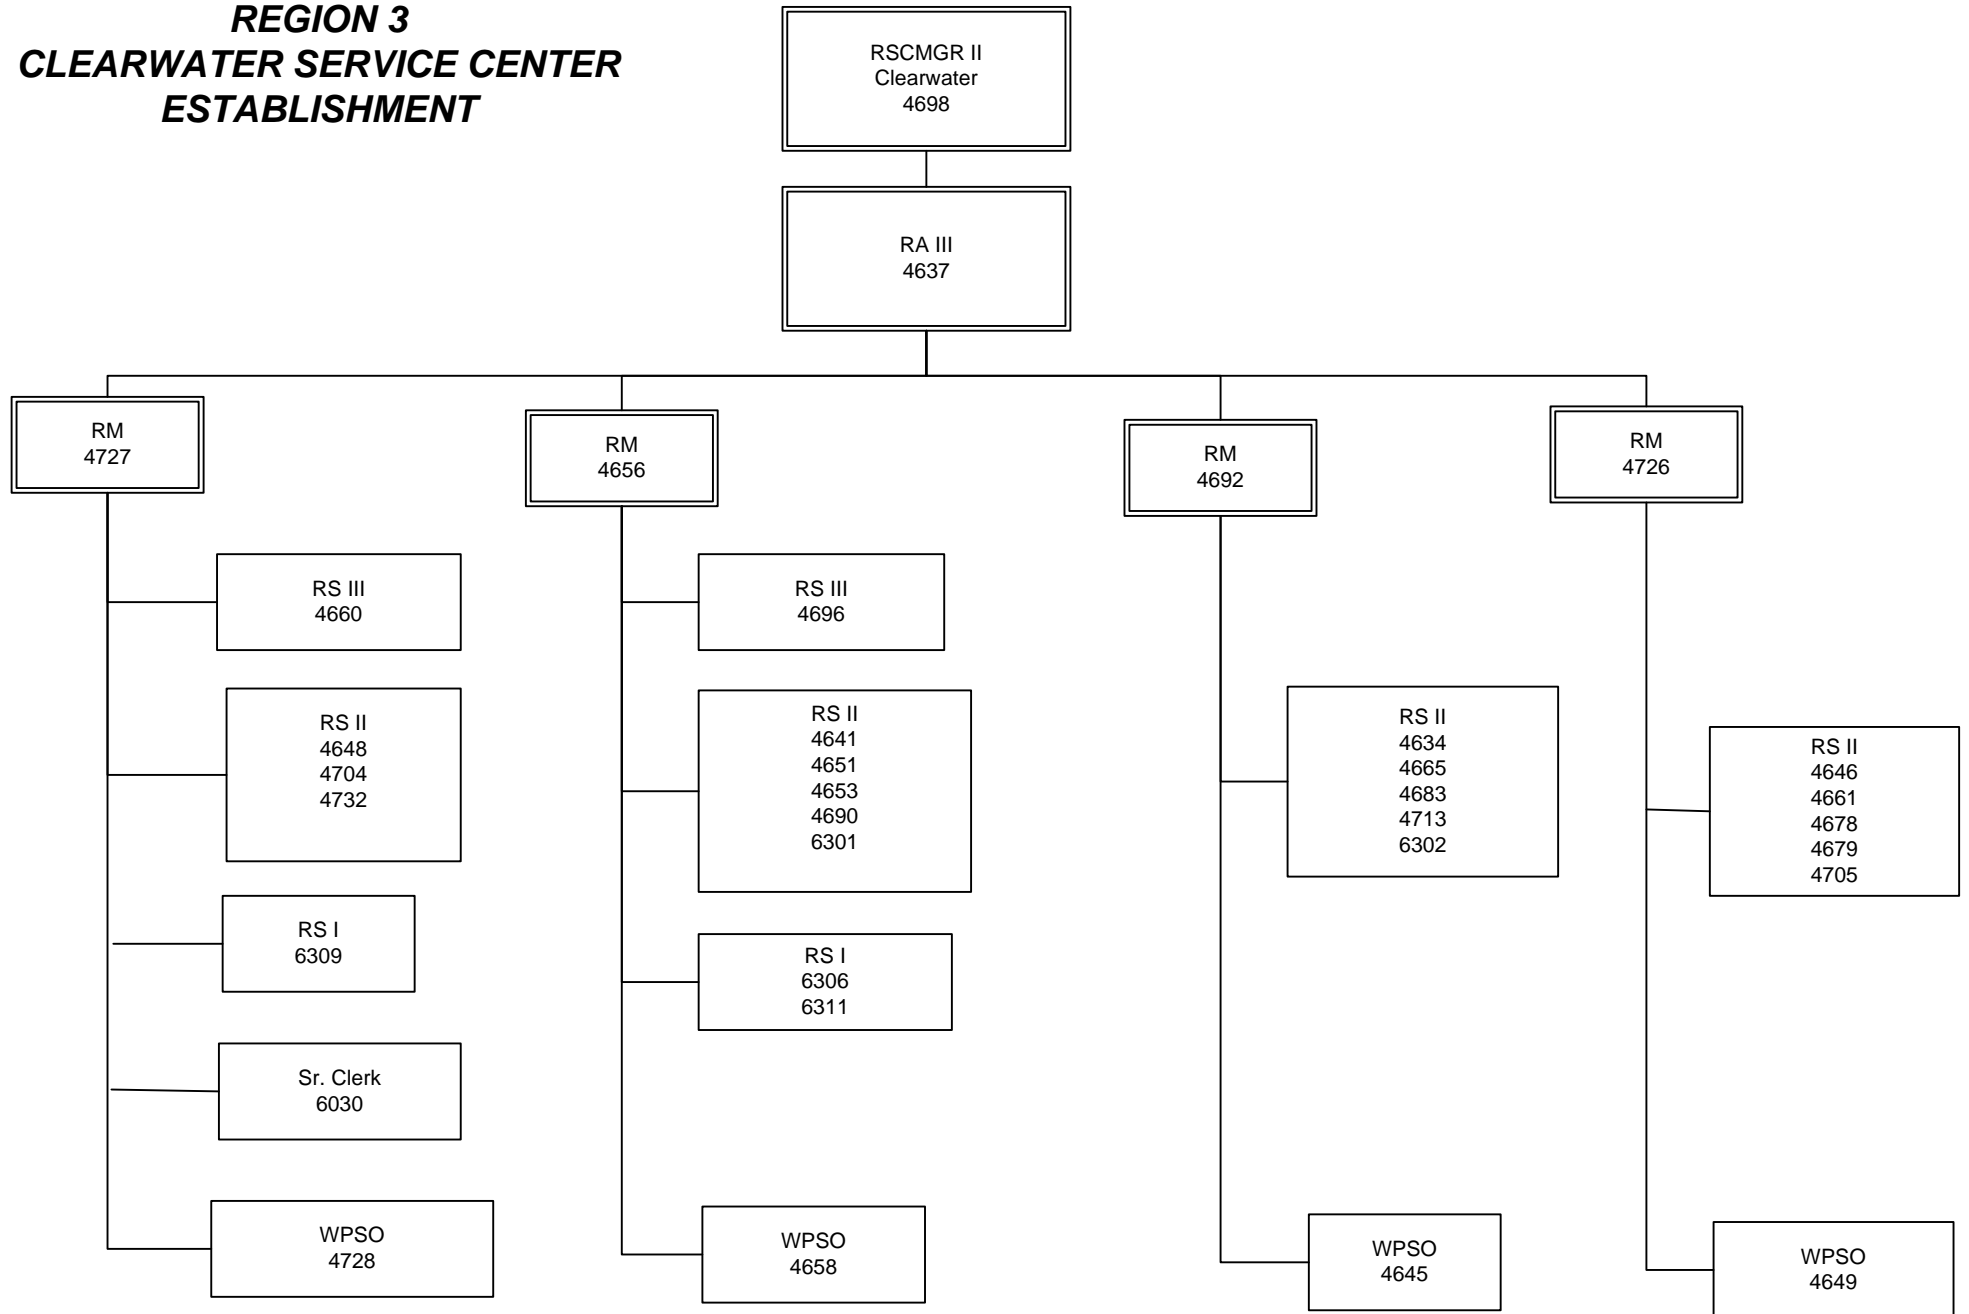 REGION 3
CLEARWATER SERVICE CENTER
ESTABLISHMENT
RSCMGR II
Clearwater
4698
RA III
4637
RM
4727
RM
4656
RM
4692
RM
4726
RS III
4660
RS II
4648
4704
4732
RS I
6309
Sr. Clerk
6030
WPSO
4728
RS III
4696
RS II
4641
4651
4653
4690
6301
RS I
6306
6311
WPSO
4658
RS II
4634
4665
4683
4713
6302
WPSO
4645
RS II
4646
4661
4678
4679
4705
WPSO
4649